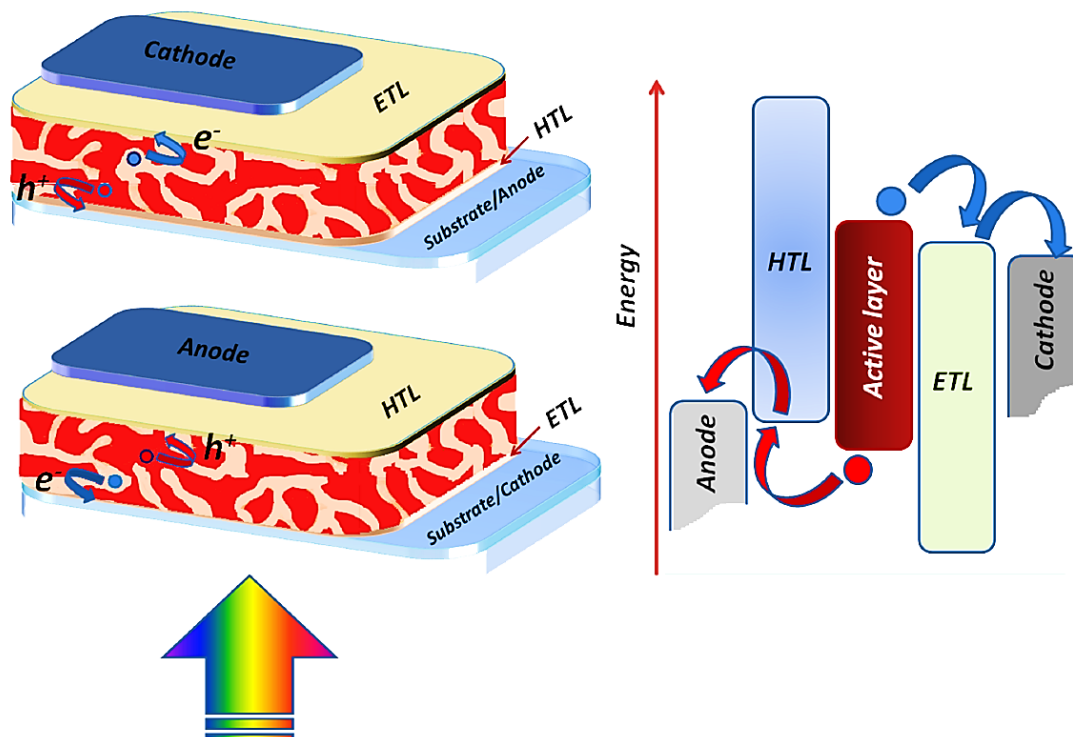 Cathode
ETL
HTL
e-
h+
Substrate/Anode
Anode
HTL
ETL
h+
e-
Substrate/Cathode
Energy
HTL
Active layer
ETL
Cathode
Anode